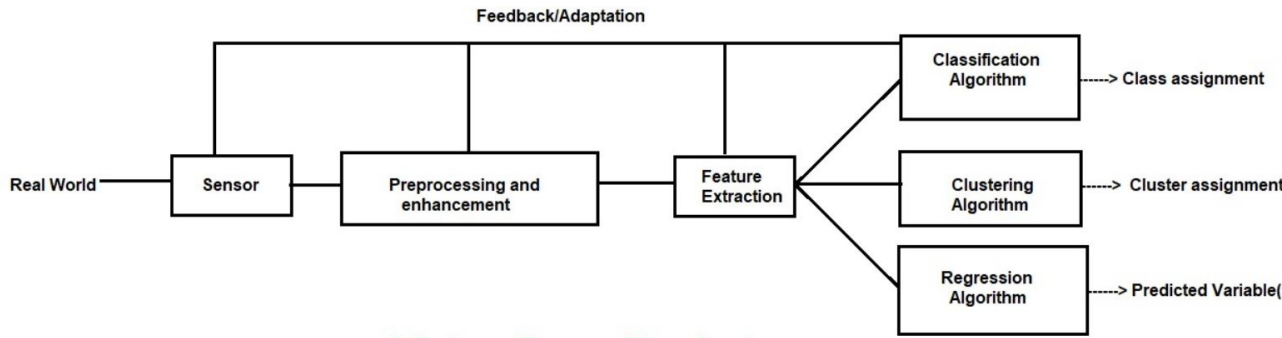 Feedback/Adaptation
Real World
Sensor
Preprocessing and
enhancement
Feature
Extraction
Classification
Algorithm
-----> Class assignment
Clustering
Algorithm
-----> Cluster assignment
Regression
Algorithm
-----> Predicted Variable(